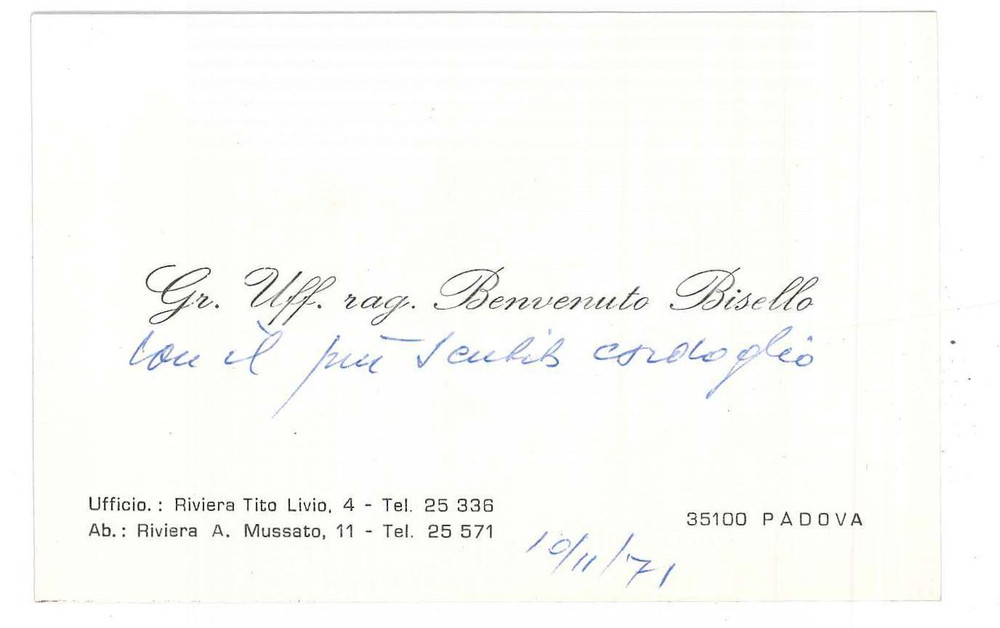 Gr. Uff. rag. Benvenuto Bisello
con il più sentito cordoglio
Ufficio.: Riviera Tito Livio, 4 - Tel. 25 336
Ab.: Riviera A. Mussato, 11 - Tel. 25 571
35100 PADOVA
10/11/71